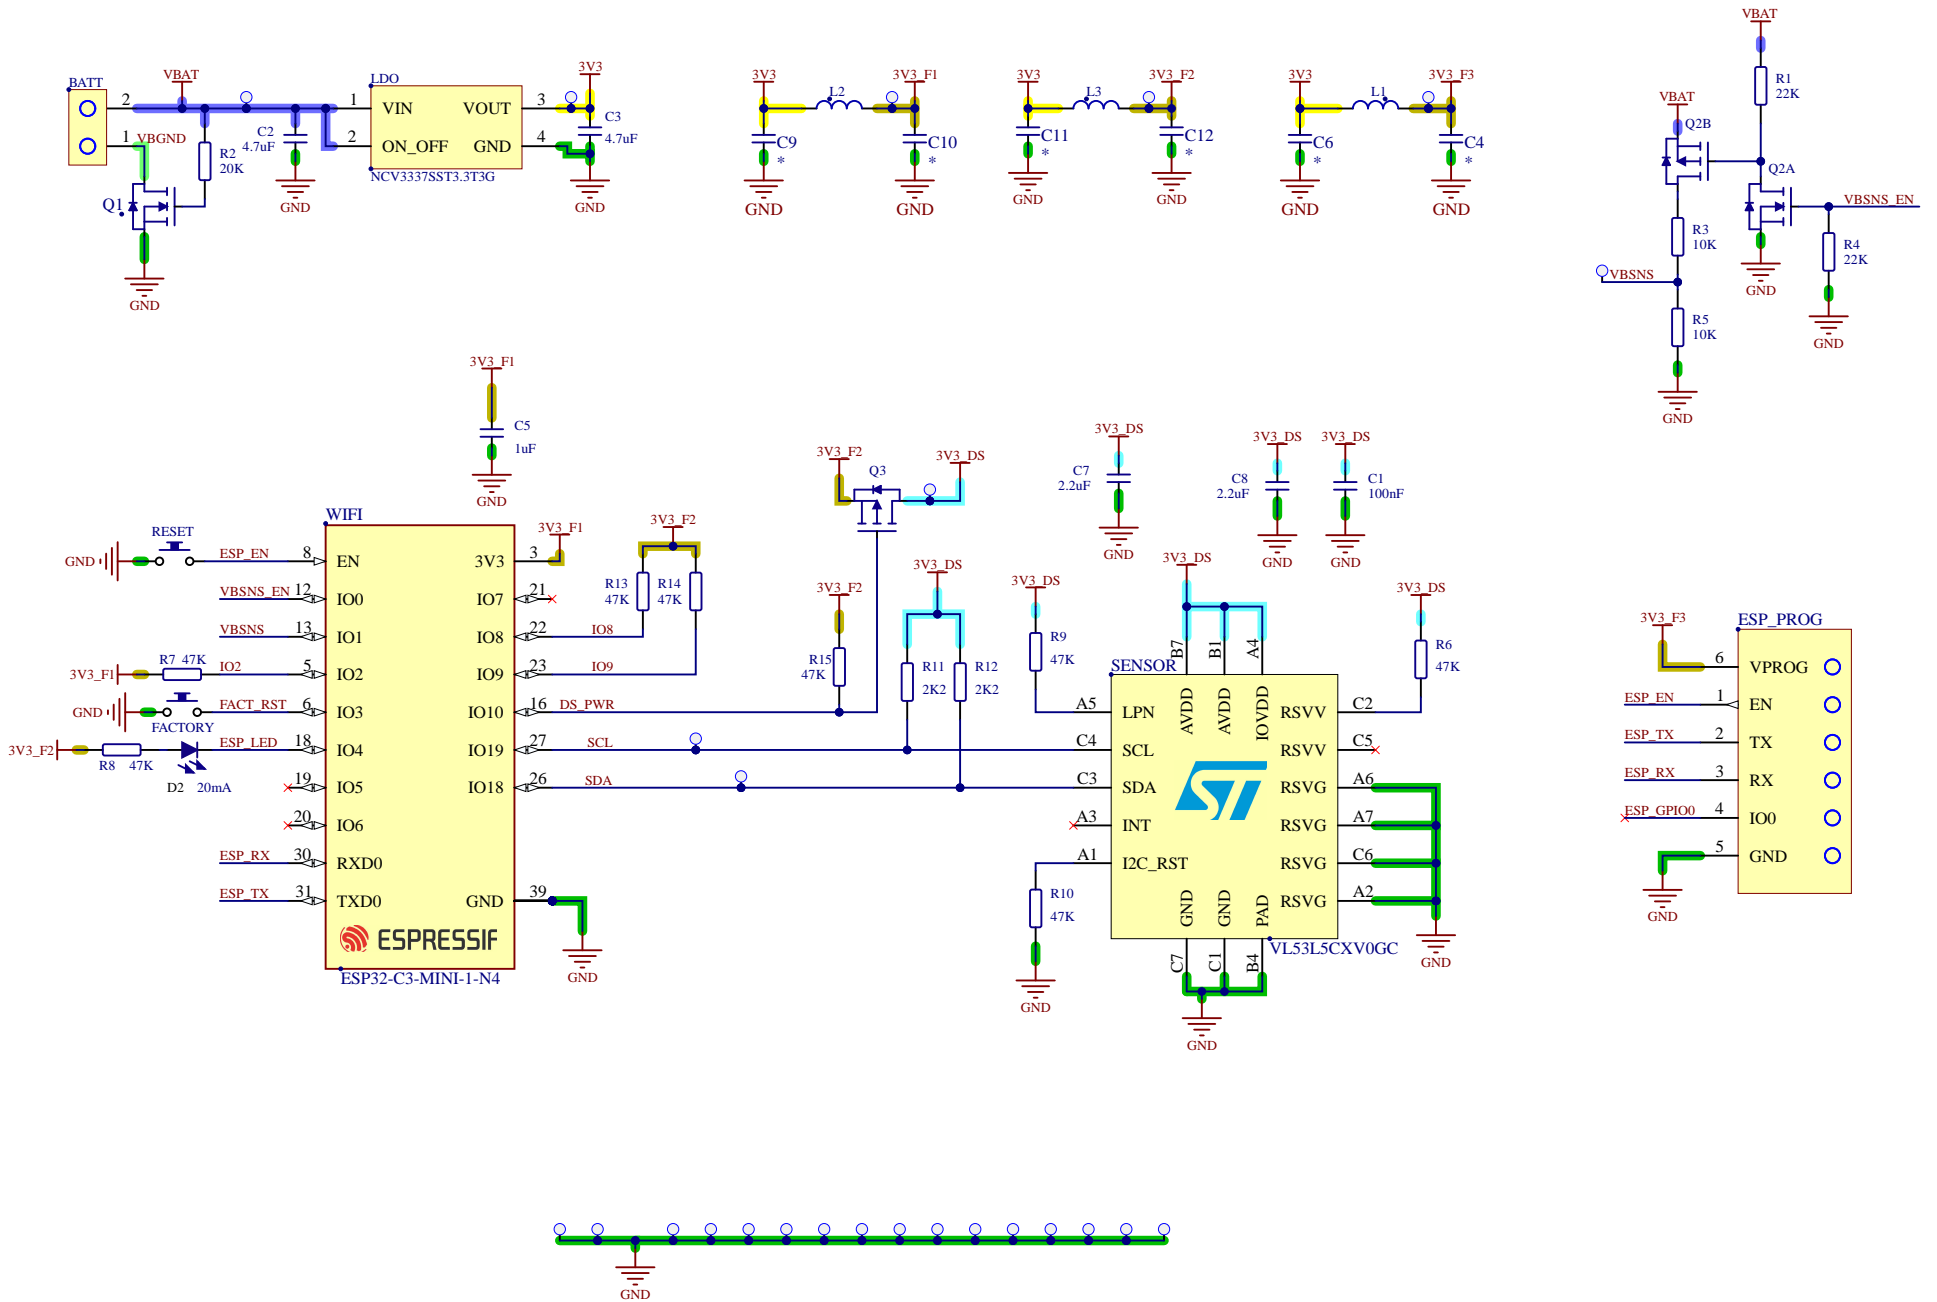 BATT
2
1
VBAT
VBGND
Q1
R2
20K
GND
C2
4.7uF
GND
LDO
1
VIN
VOUT
3
2
ON_OFF
GND
4
NCV3337SST3.3T3G
3V3
C3
4.7uF
GND
3V3
L2
3V3_F1
C9
*
C10
*
GND
GND
3V3
L3
3V3_F2
C11
*
C12
*
GND
GND
3V3
L1
3V3_F3
C6
*
C4
*
GND
GND
VBAT
R1
22K
VBAT
Q2B
Q2A
VBSNS_EN
R3
10K
R4
22K
GND
VBSNS
R5
10K
GND
GND
3V3_F1
C5
1uF
GND
WIFI
RESET
GND
ESP_EN
8
EN
VBSNS_EN
12
IO0
VBSNS
13
IO1
3V3_F1
R7 47K
IO2
5
IO2
GND
FACTORY
FACT_RST
6
IO3
3V3_F2
R8 47K
D2 20mA
ESP_LED
18
IO4
19
IO5
20
IO6
ESP_RX
30
RXD0
ESP_TX
31
TXD0
3V3
3
3V3_F1
IO7
21
IO8
22
IO8
IO9
23
IO9
IO10
16
DS_PWR
IO19
27
SCL
IO18
26
SDA
GND
39
GND
ESPRESSIF
ESP32-C3-MINI-1-N4
3V3_F2
R13
47K
R14
47K
3V3_F2
Q3
3V3_DS
3V3_F2
R15
47K
3V3_DS
R11
2K2
R12
2K2
3V3_DS
C7
2.2uF
GND
3V3_DS
C8
2.2uF
GND
3V3_DS
C1
100nF
GND
3V3_DS
R9
47K
3V3_DS
3V3_DS
R6
47K
SENSOR
B7
B1
A4
AVDD
AVDD
IOVDD
A5
LPN
C4
SCL
C3
SDA
A3
INT
A1
I2C_RST
RSVV
C2
RSVV
C5
RSVG
A6
RSVG
A7
RSVG
C6
RSVG
A2
ST
GND
GND
PAD
C7
C1
B4
VL53L5CXV0GC
R10
47K
GND
GND
GND
3V3_F3
ESP_PROG
6
VPROG
ESP_EN
1
EN
ESP_TX
2
TX
ESP_RX
3
RX
ESP_GPIO0
4
IO0
5
GND
GND
GND